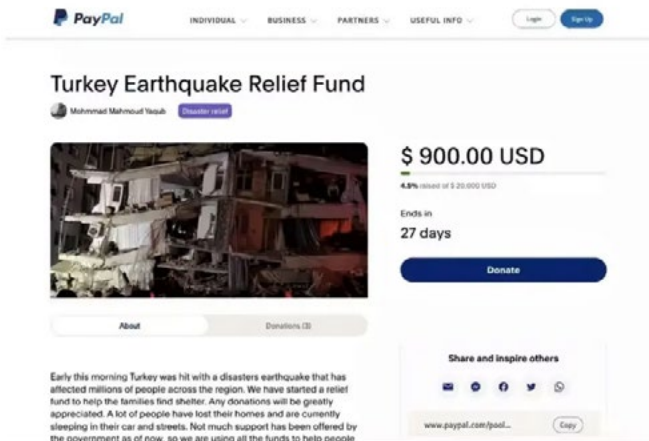 PayPal
INDIVIDUAL BUSINESS PARTNERS USEFUL INFO Login Sign Up
Turkey Earthquake Relief Fund
Mohmmad Mahmoud Yaqub Disaster relief
$ 900.00 USD
4.5% raised of $ 20,000 USD
Ends in
27 days
Donate
About Donations (3)
Share and inspire others
www.paypal.com/pool... Copy
Early this morning Turkey was hit with a disasters earthquake that has
affected millions of people across the region. We have started a relief
fund to help the families find shelter. Any donations will be greatly
appreciated. A lot of people have lost their homes and are currently
sleeping in their car and streets. Not much support has been offered by
the government as of now, so we are using all the funds to help people